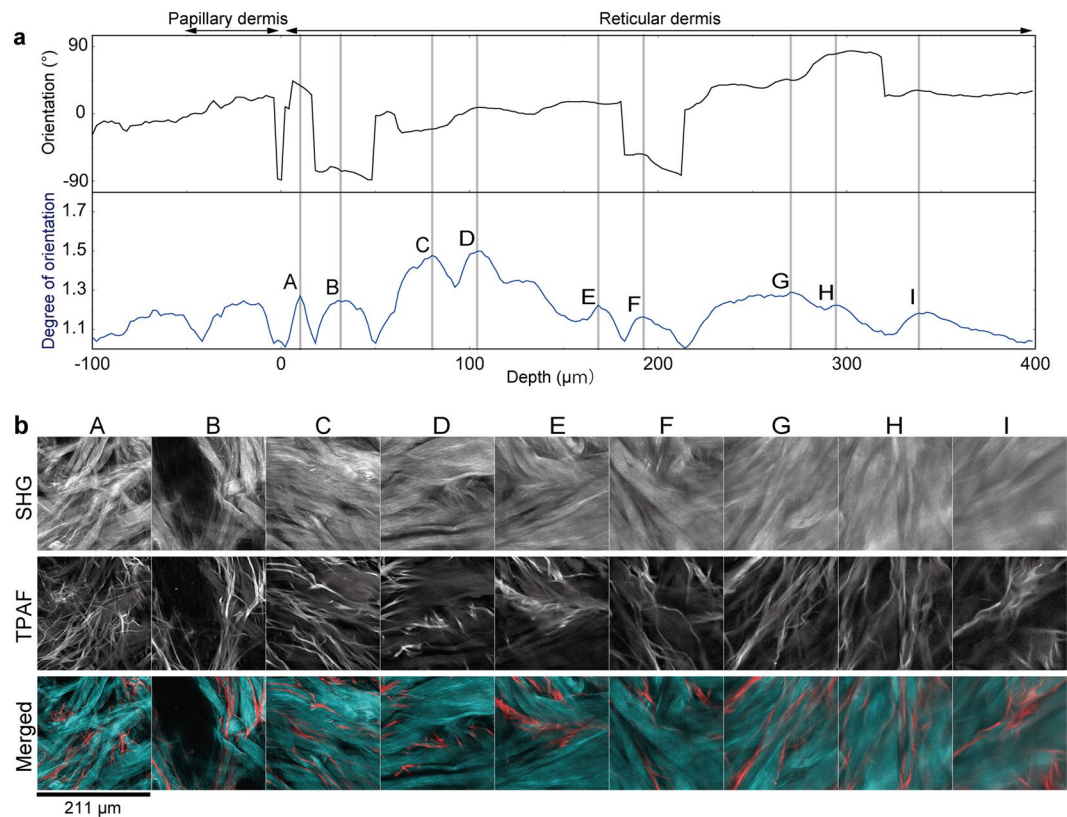 Papillary dermis Reticular dermis
a
90
0
-90
Orientation (°)
1.7
1.5
1.3
1.1
Degree of orientation
A B C D E F G H I
-100 0 100 200 300 400
Depth (μm)
b
A B C D E F G H I
SHG
TPAF
Merged
211 μm